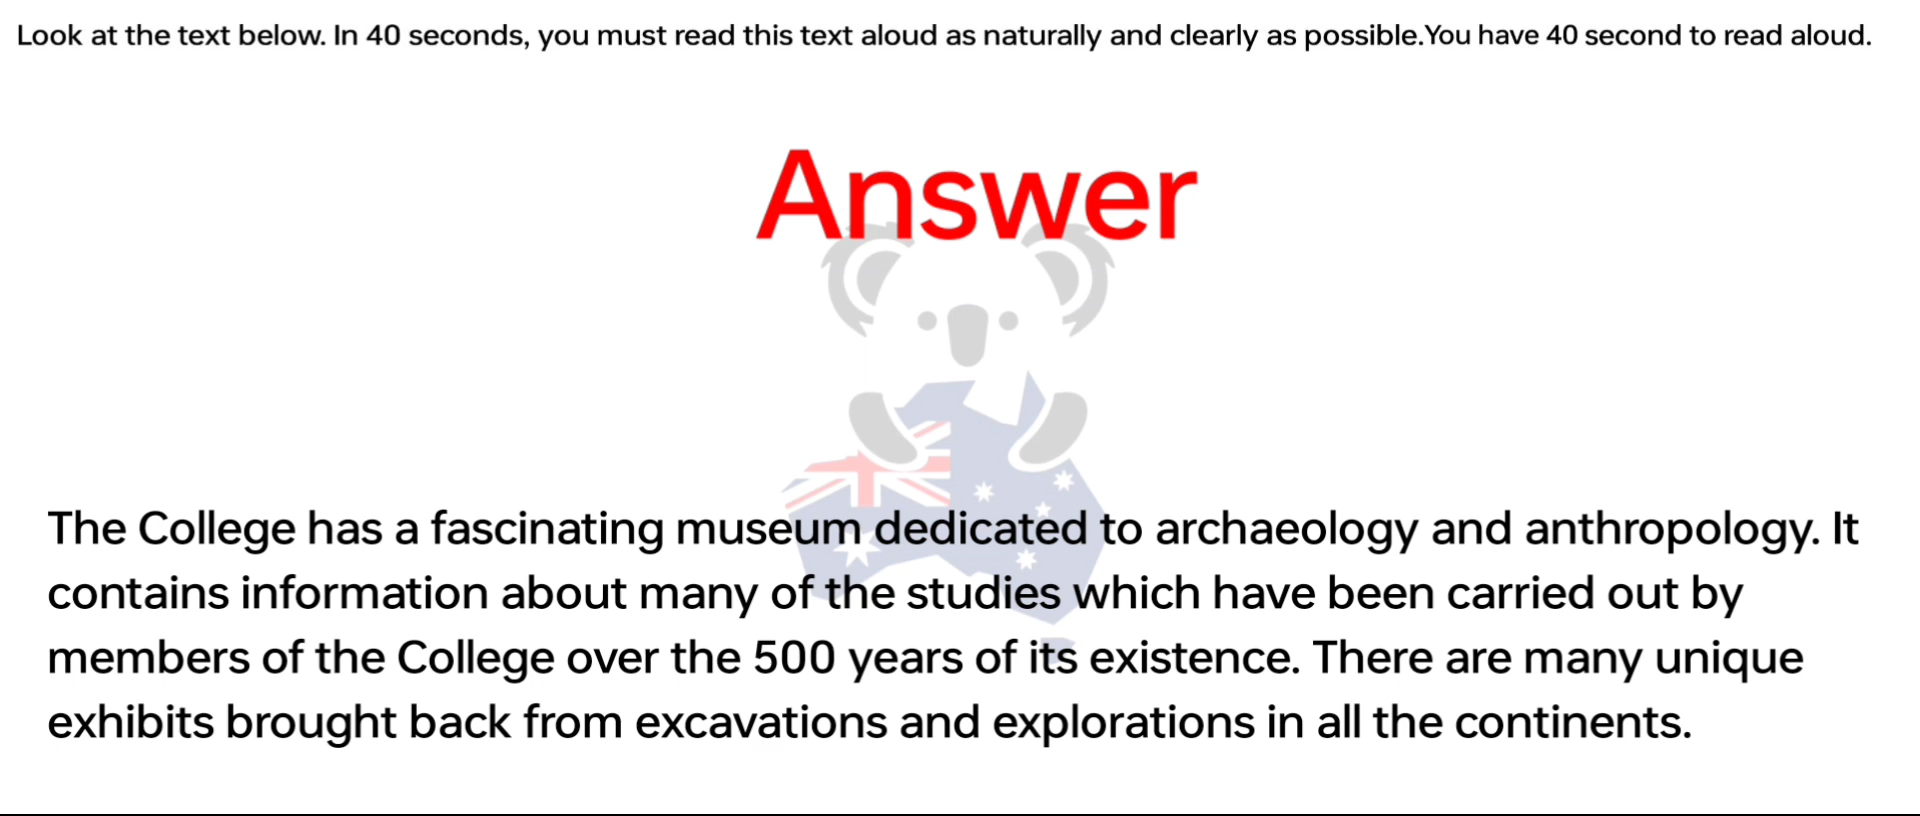 Look at the text below. In 40 seconds, you must read this text aloud as naturally and clearly as possible.You have 40 second to read aloud.
Answer
The College has a fascinating museum dedicated to archaeology and anthropology. It
contains information about many of the studies which have been carried out by
members of the College over the 500 years of its existence. There are many unique
exhibits brought back from excavations and explorations in all the continents.